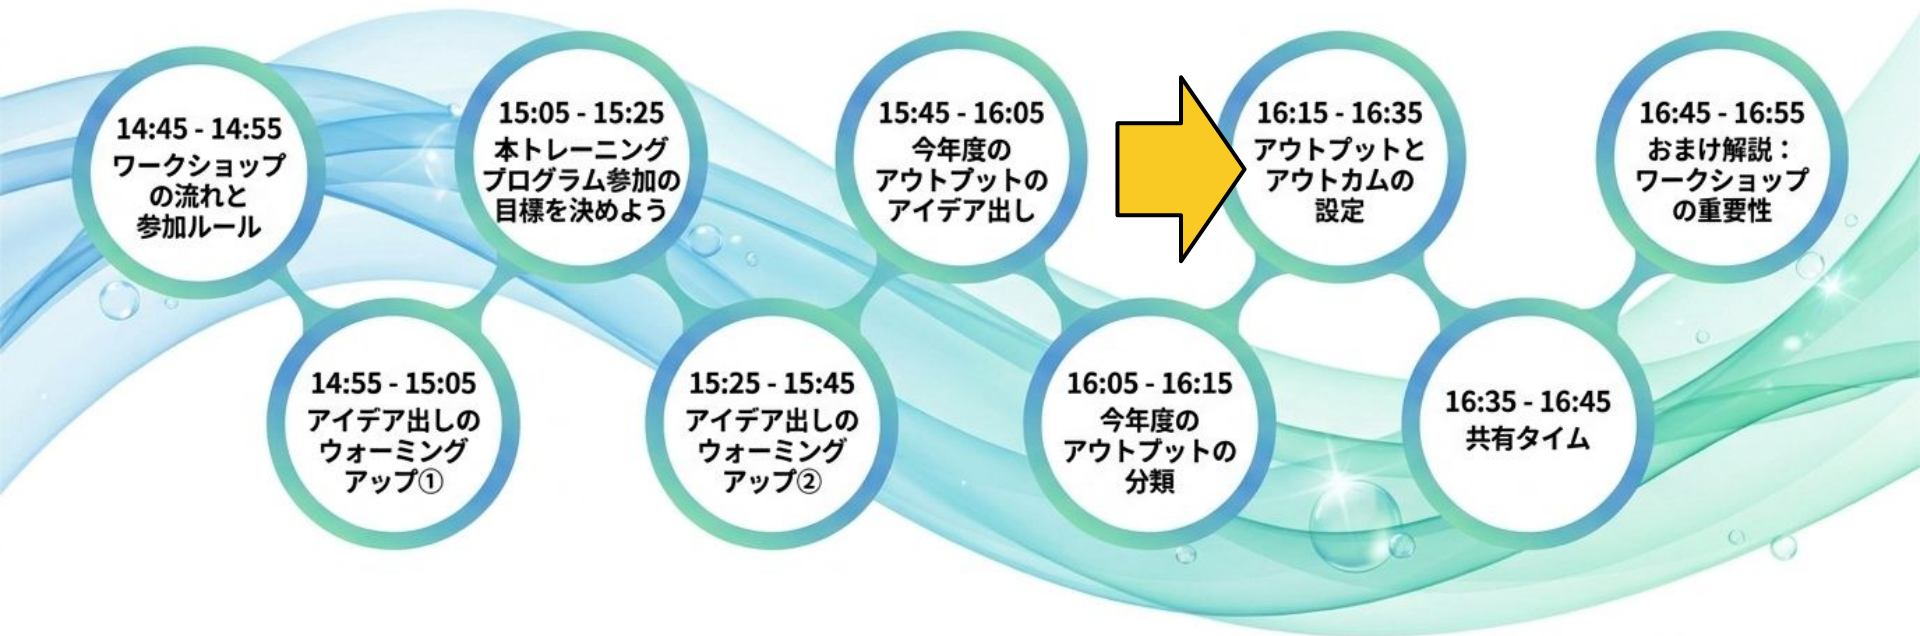 14:45 - 14:55
ワークショップ
の流れと
参加ルール
14:55 - 15:05
アイデア出しの
ウォーミング
アップ①
15:05 - 15:25
本トレーニング
プログラム参加の
目標を決めよう
15:25 - 15:45
アイデア出しの
ウォーミング
アップ②
15:45 - 16:05
今年度の
アウトプットの
アイデア出し
16:05 - 16:15
今年度の
アウトプットの
分類
16:15 - 16:35
アウトプットと
アウトカムの
設定
16:35 - 16:45
共有タイム
16:45 - 16:55
おまけ解説：
ワークショップ
の重要性